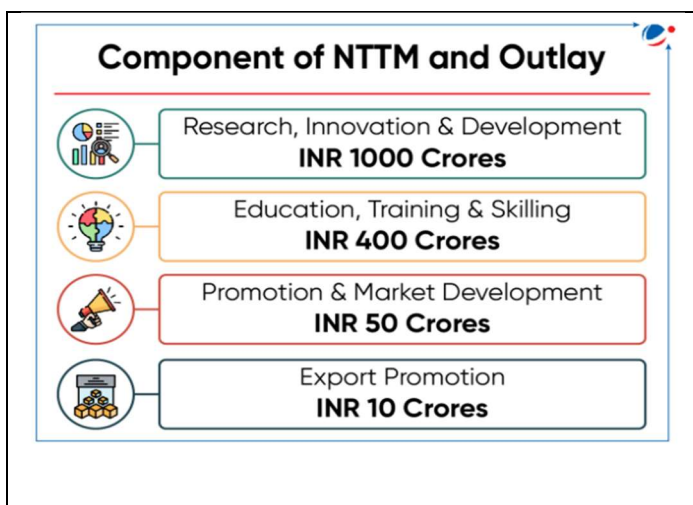 Component of NTTM and Outlay
Research, Innovation & Development
INR 1000 Crores
Education, Training & Skilling
INR 400 Crores
Promotion & Market Development
INR 50 Crores
Export Promotion
INR 10 Crores